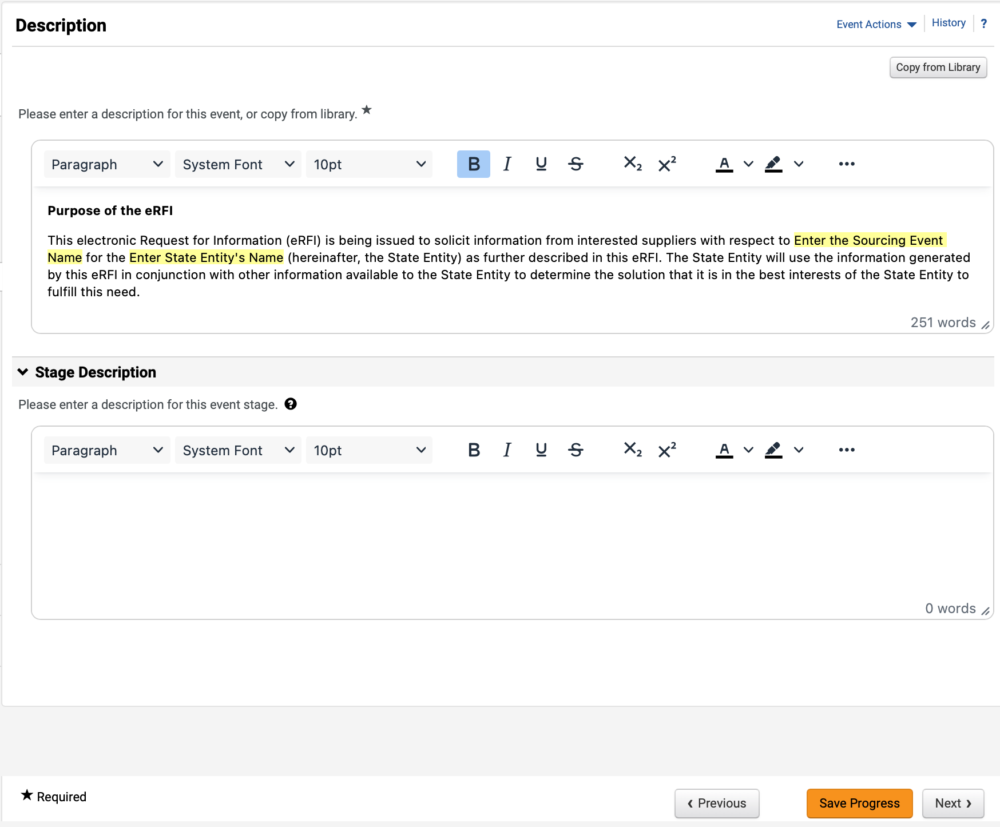 Description
Event Actions
History
?
Copy from Library
Please enter a description for this event, or copy from library. ★
Paragraph System Font 10pt B I U S X₂ X² A •••
Purpose of the eRFI
This electronic Request for Information (eRFI) is being issued to solicit information from interested suppliers with respect to Enter the Sourcing Event
Name for the Enter State Entity's Name (hereinafter, the State Entity) as further described in this eRFI. The State Entity will use the information generated
by this eRFI in conjunction with other information available to the State Entity to determine the solution that it is in the best interests of the State Entity to
fulfill this need.
251 words
Stage Description
Please enter a description for this event stage. ?
Paragraph System Font 10pt B I U S X₂ X² A •••
0 words
★ Required
‹ Previous
Save Progress
Next ›